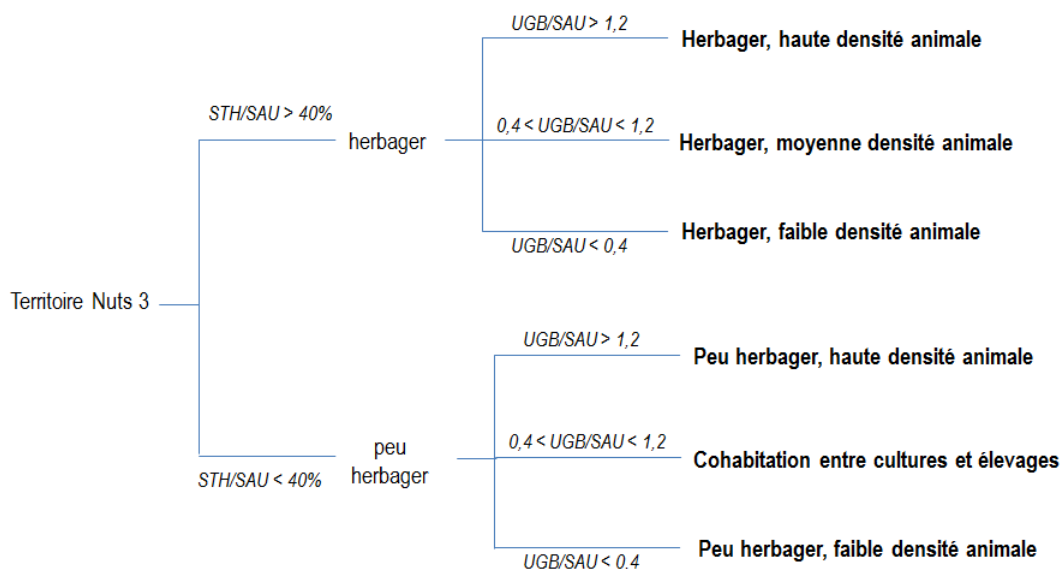 UGB/SAU > 1,2
Herbager, haute densité animale
STH/SAU > 40%
herbager
0,4 < UGB/SAU < 1,2
Herbager, moyenne densité animale
UGB/SAU < 0,4
Herbager, faible densité animale
Territoire Nuts 3
UGB/SAU > 1,2
Peu herbager, haute densité animale
STH/SAU < 40%
peu
herbager
0,4 < UGB/SAU < 1,2
Cohabitation entre cultures et élevages
UGB/SAU < 0,4
Peu herbager, faible densité animale